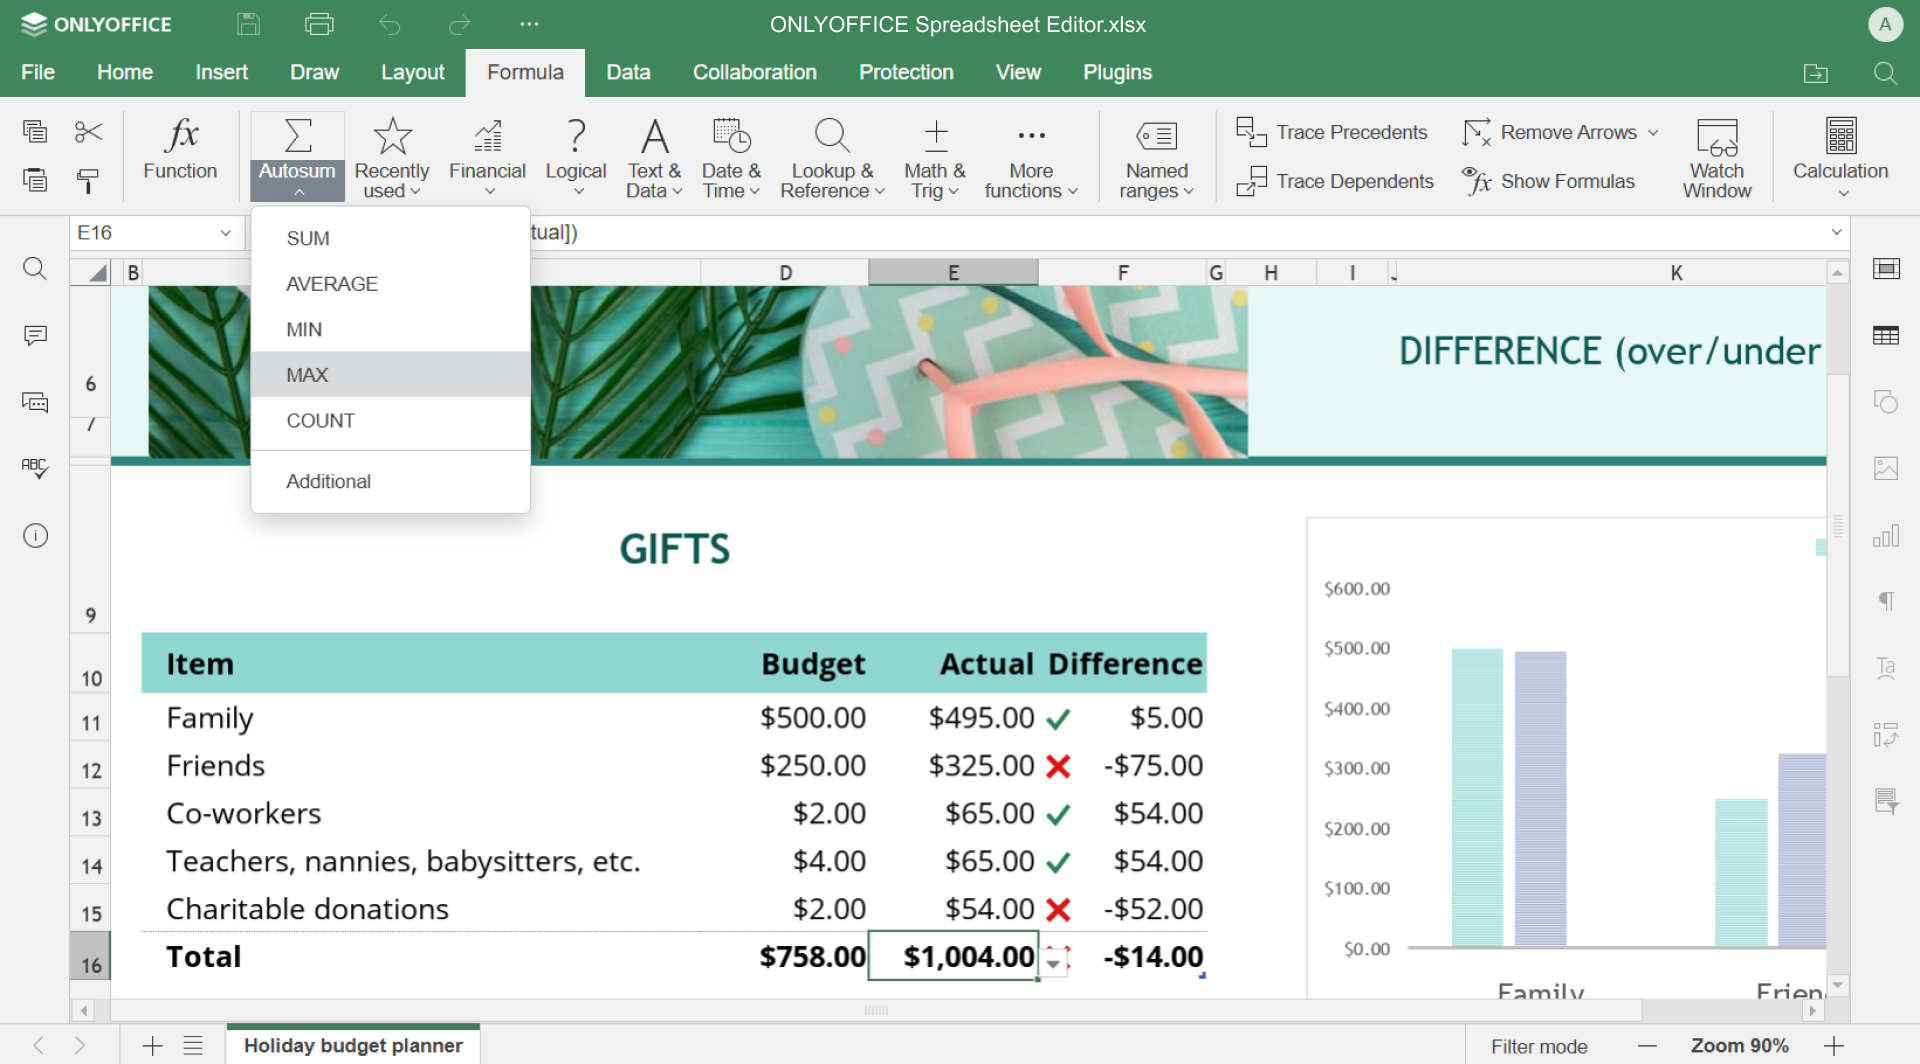 ONLYOFFICE
ONLYOFFICE Spreadsheet Editor.xlsx
A
File Home Insert Draw Layout Formula Data Collaboration Protection View Plugins
Function
Autosum
Recently used
Financial
Logical
Text & Data
Date & Time
Lookup & Reference
Math & Trig
More functions
Named ranges
Trace Precedents
Trace Dependents
Remove Arrows
Show Formulas
Watch Window
Calculation
E16
tual])
SUM
AVERAGE
MIN
MAX
COUNT
Additional
B D E F G H I J K
6
7
DIFFERENCE (over/under
GIFTS
9
10 Item Budget Actual Difference
11 Family $500.00 $495.00 $5.00
12 Friends $250.00 $325.00 -$75.00
13 Co-workers $2.00 $65.00 $54.00
14 Teachers, nannies, babysitters, etc. $4.00 $65.00 $54.00
15 Charitable donations $2.00 $54.00 -$52.00
16 Total $758.00 $1,004.00 -$14.00
$600.00
$500.00
$400.00
$300.00
$200.00
$100.00
$0.00
Family Frien
Holiday budget planner
Filter mode
Zoom 90%